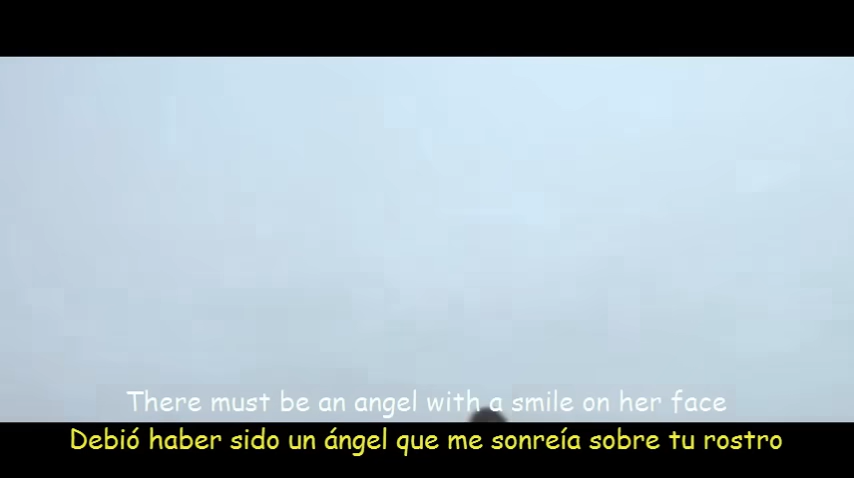 There must be an angel with a smile on her face
Debió haber sido un ángel que me sonreía sobre tu rostro